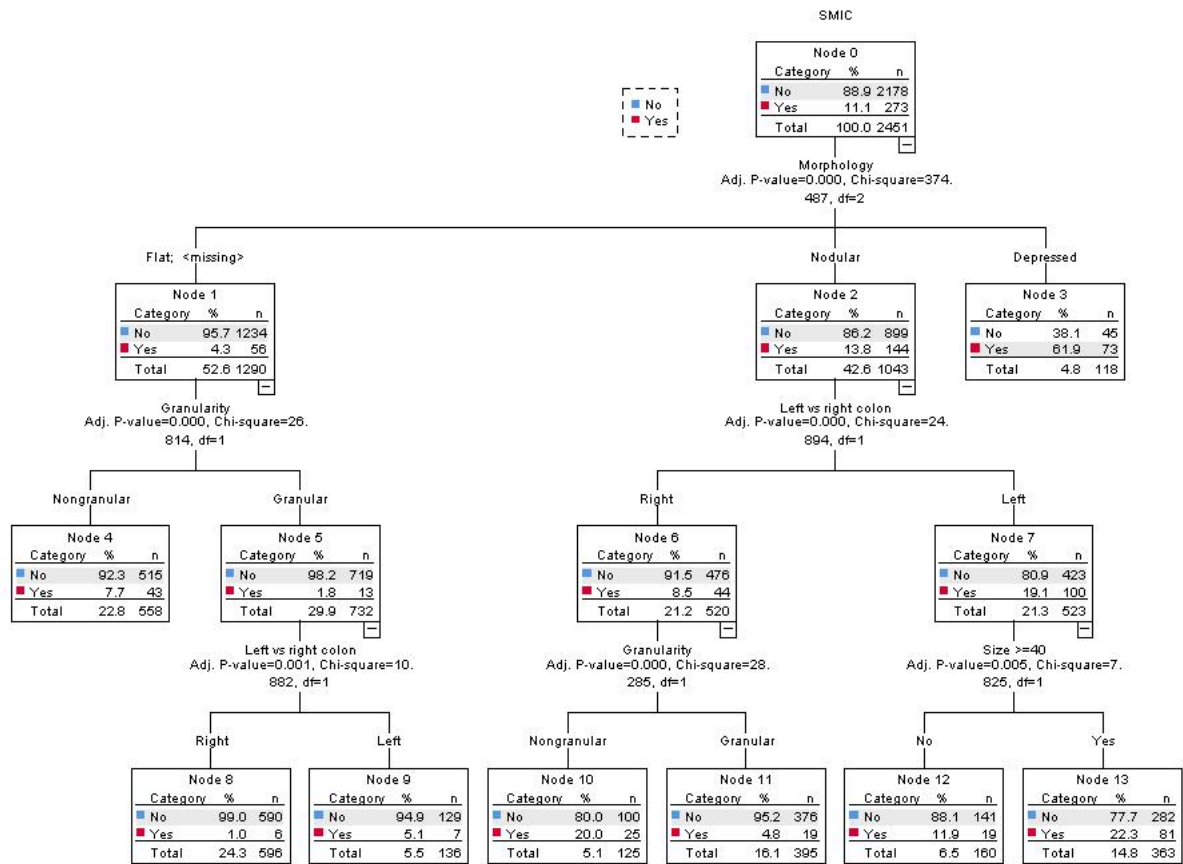 SMIC
Node 0
Category % n
No 88.9 2178
Yes 11.1 273
Total 100.0 2451
No
Yes
Morphology
Adj. P-value=0.000, Chi-square=374.
487, df=2
Flat; <missing>
Nodular
Depressed
Node 1
Category % n
No 95.7 1234
Yes 4.3 56
Total 52.6 1290
Node 2
Category % n
No 86.2 899
Yes 13.8 144
Total 42.6 1043
Node 3
Category % n
No 38.1 45
Yes 61.9 73
Total 4.8 118
Granularity
Adj. P-value=0.000, Chi-square=26.
814, df=1
Left vs right colon
Adj. P-value=0.000, Chi-square=24.
894, df=1
Nongranular
Granular
Right
Left
Node 4
Category % n
No 92.3 515
Yes 7.7 43
Total 22.8 558
Node 5
Category % n
No 98.2 719
Yes 1.8 13
Total 29.9 732
Node 6
Category % n
No 91.5 476
Yes 8.5 44
Total 21.2 520
Node 7
Category % n
No 80.9 423
Yes 19.1 100
Total 21.3 523
Left vs right colon
Adj. P-value=0.001, Chi-square=10.
882, df=1
Granularity
Adj. P-value=0.000, Chi-square=28.
285, df=1
Size >=40
Adj. P-value=0.005, Chi-square=7.
825, df=1
Right
Left
Nongranular
Granular
No
Yes
Node 8
Category % n
No 99.0 590
Yes 1.0 6
Total 24.3 596
Node 9
Category % n
No 94.9 129
Yes 5.1 7
Total 5.5 136
Node 10
Category % n
No 80.0 100
Yes 20.0 25
Total 5.1 125
Node 11
Category % n
No 95.2 376
Yes 4.8 19
Total 16.1 395
Node 12
Category % n
No 88.1 141
Yes 11.9 19
Total 6.5 160
Node 13
Category % n
No 77.7 282
Yes 22.3 81
Total 14.8 363